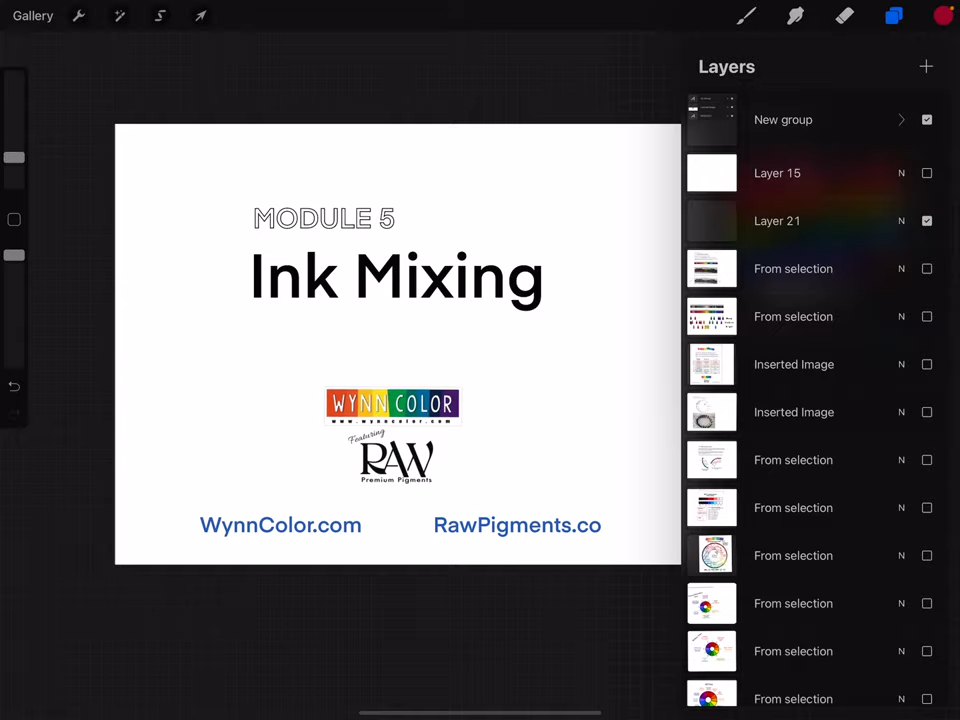 Gallery
Layers
New group
MODULE 5
Ink Mixing
WYNN COLOR
www.wynncolor.com
Featuring
RAW
Premium Pigments
WynnColor.com
RawPigments.co
Layer 15 N
Layer 21 N
From selection N
From selection N
Inserted Image N
Inserted Image N
From selection N
From selection N
From selection N
From selection N
From selection N
From selection N